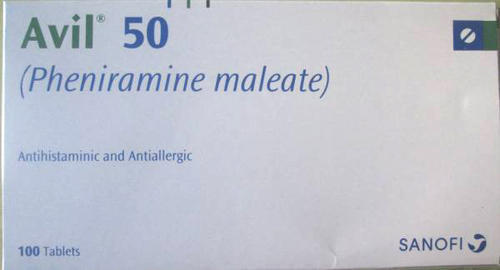 Avil® 50
(Pheniramine maleate)
Antihistaminic and Antiallergic
100 Tablets
SANOFI